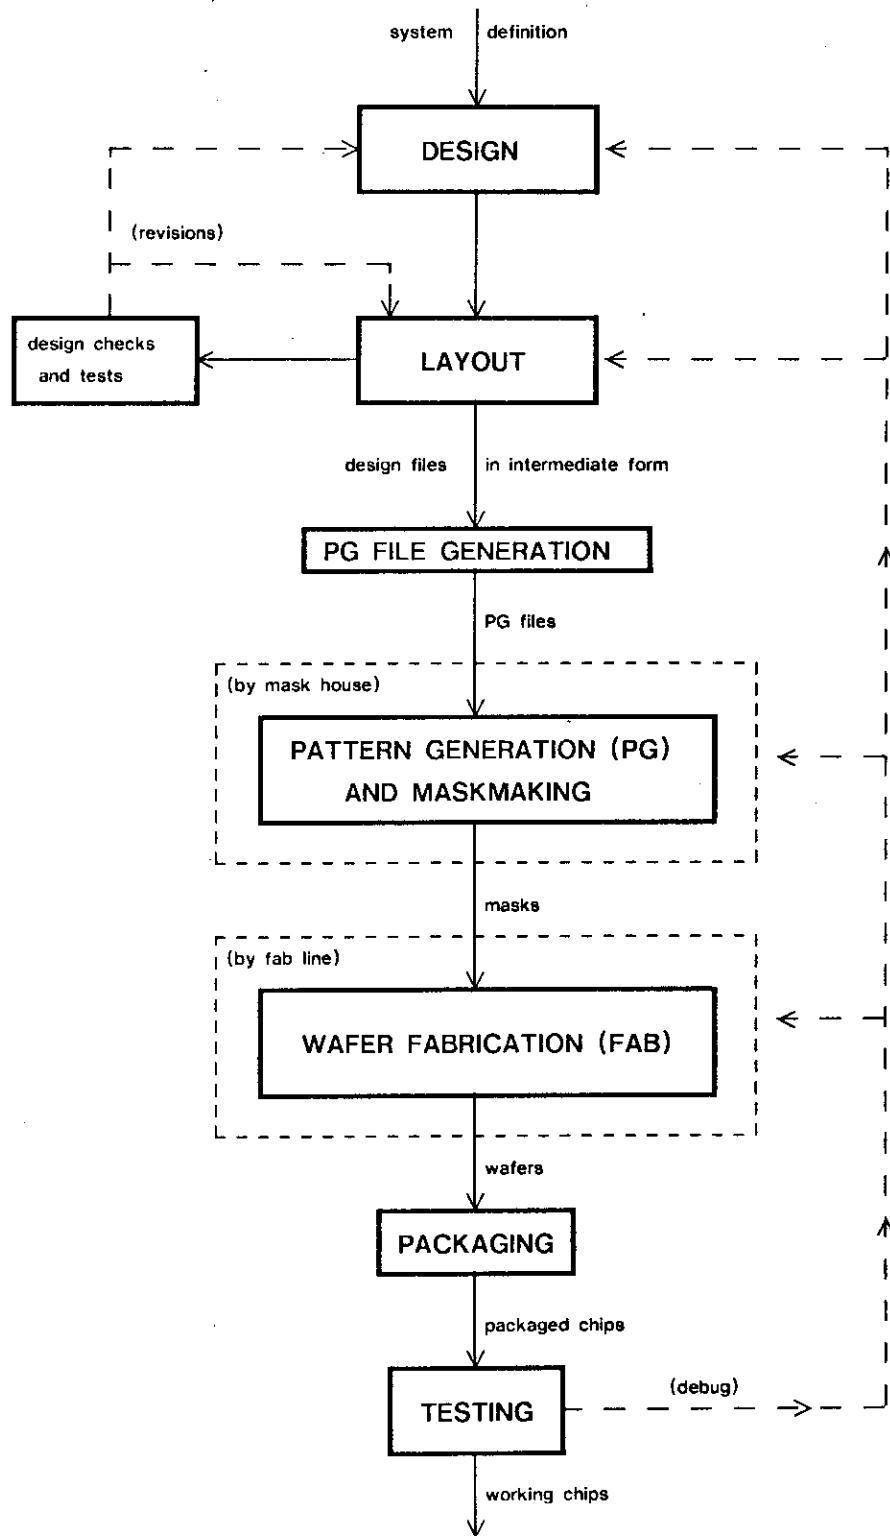 system definition
DESIGN
(revisions)
design checks
and tests
LAYOUT
design files in intermediate form
PG FILE GENERATION
PG files
(by mask house)
PATTERN GENERATION (PG)
AND MASKMAKING
masks
(by fab line)
WAFER FABRICATION (FAB)
wafers
PACKAGING
packaged chips
(debug)
TESTING
working chips